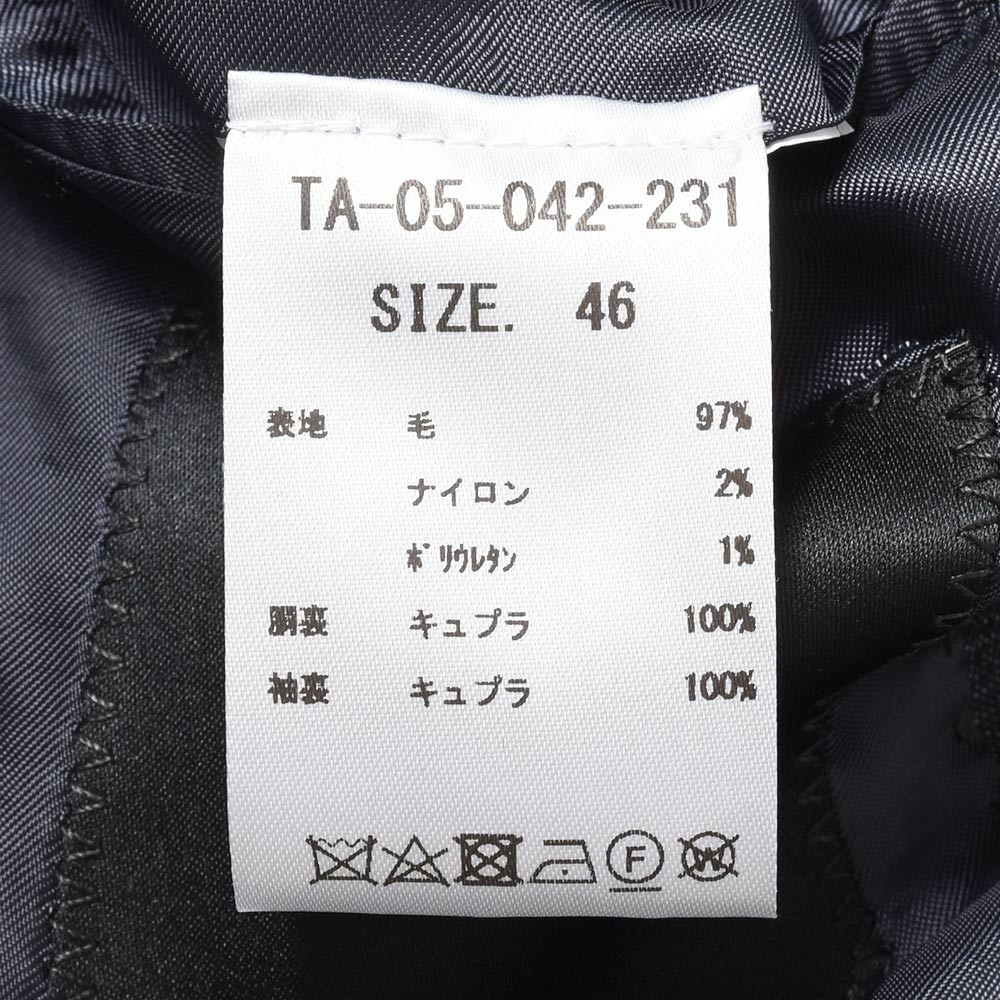 TA-05-042-231
SIZE. 46
表地 毛 97%
ナイロン 2%
ポリウレタン 1%
胴裏 キュプラ 100%
袖裏 キュプラ 100%
F W